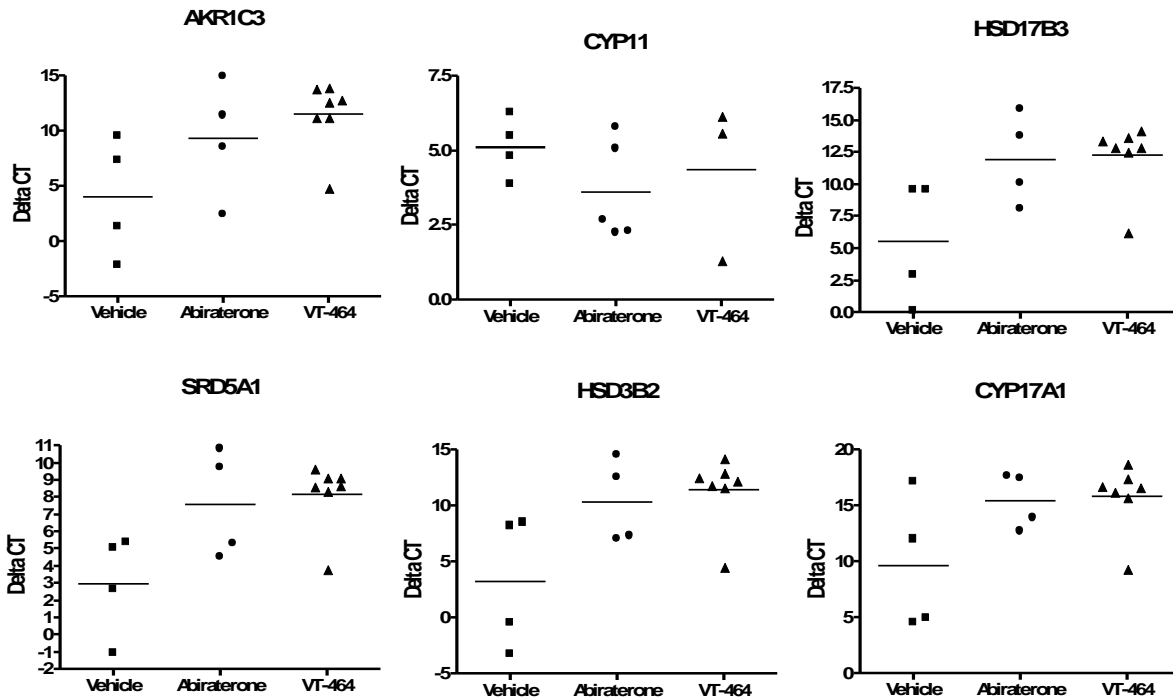 AKR1C3
Delta CT
15
10
5
0
-5
Vehicle Abiraterone VT-464
CYP11
Delta CT
7.5
5.0
2.5
0.0
Vehicle Abiraterone VT-464
HSD17B3
Delta CT
17.5
15.0
12.5
10.0
7.5
5.0
2.5
0.0
Vehicle Abiraterone VT-464
SRD5A1
Delta CT
11
10
9
8
7
6
5
4
3
2
1
0
-1
-2
Vehicle Abiraterone VT-464
HSD3B2
Delta CT
15
10
5
0
-5
Vehicle Abiraterone VT-464
CYP17A1
Delta CT
20
15
10
5
0
Vehicle Abiraterone VT-464